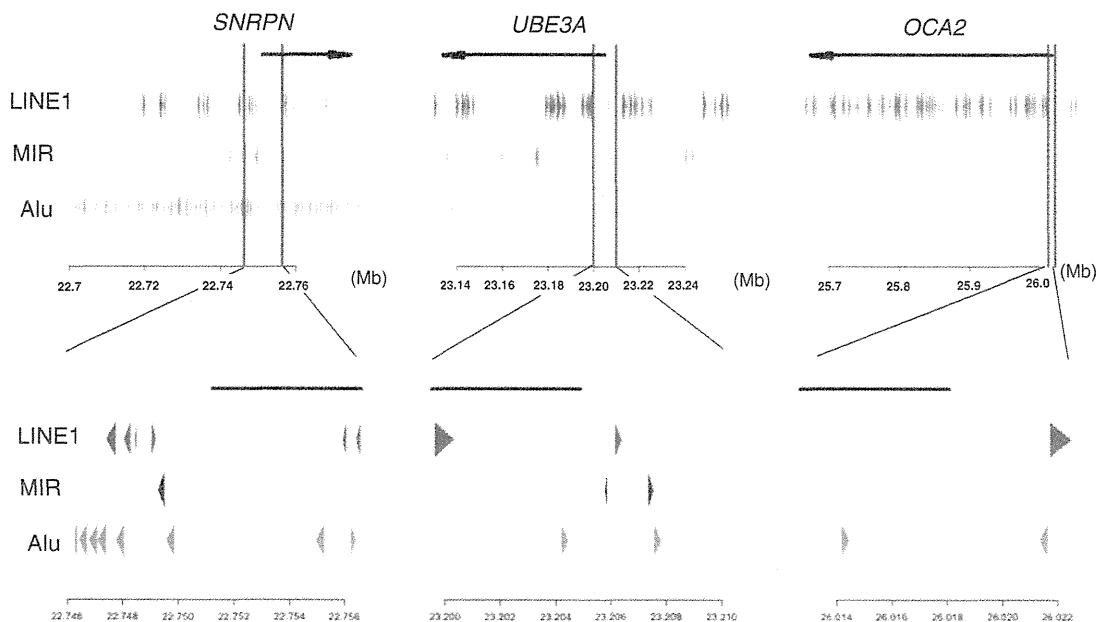 SNRPN UBE3A OCA2
LINE1
MIR
Alu
22.7 22.72 22.74 22.76 (Mb) 23.14 23.16 23.18 23.20 23.22 23.24 (Mb) 25.7 25.8 25.9 26.0 (Mb)
LINE1
MIR
Alu
22.746 22.748 22.750 22.752 22.754 22.756 23.200 23.202 23.204 23.206 23.208 23.210 26.014 26.016 26.018 26.020 26.022